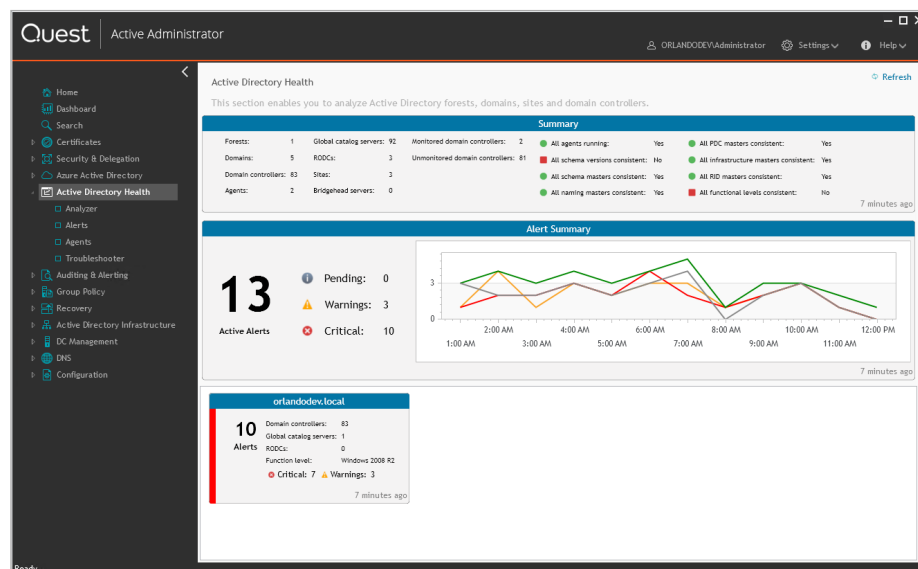 Quest Active Administrator
ORLANDODEV\Administrator Settings Help
Home
Dashboard
Search
Certificates
Security & Delegation
Azure Active Directory
Active Directory Health
Analyzer
Alerts
Agents
Troubleshooter
Auditing & Alerting
Group Policy
Recovery
Active Directory Infrastructure
DC Management
DNS
Configuration
Active Directory Health
Refresh
This section enables you to analyze Active Directory forests, domains, sites and domain controllers.
Summary
Forests: 1 Global catalog servers: 92 Monitored domain controllers: 2 All agents running: Yes All PDC masters consistent: Yes
Domains: 5 RODCs: 3 Unmonitored domain controllers: 81 All schema versions consistent: No All infrastructure masters consistent: Yes
Domain controllers: 83 Sites: 3 All schema masters consistent: Yes All RID masters consistent: Yes
Agents: 2 Bridgehead servers: 0 All naming masters consistent: Yes All functional levels consistent: No
7 minutes ago
Alert Summary
13
Active Alerts
Pending: 0
Warnings: 3
Critical: 10
3
0
2:00 AM 4:00 AM 6:00 AM 8:00 AM 10:00 AM 12:00 PM
1:00 AM 3:00 AM 5:00 AM 7:00 AM 9:00 AM 11:00 AM
7 minutes ago
orlandodev.local
10
Alerts
Domain controllers: 83
Global catalog servers: 1
RODCs: 0
Function level: Windows 2008 R2
Critical: 7 Warnings: 3
7 minutes ago
Ready